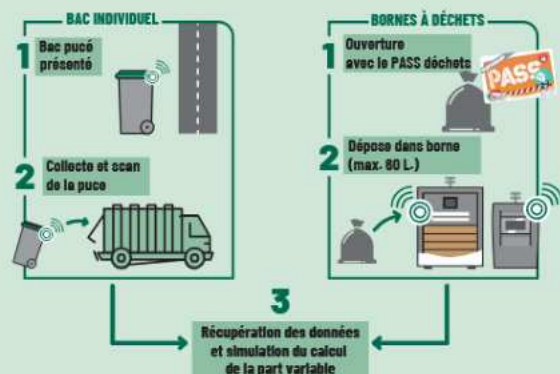 BAC INDIVIDUEL
1 Bac pucé
présenté
2 Collecte et scan
de la puce
BORNES À DÉCHETS
1 Ouverture
avec le PASS déchets
PASS
2 Dépose dans borne
(max. 80 L.)
3
Récupération des données
et simulation du calcul
de la part variable